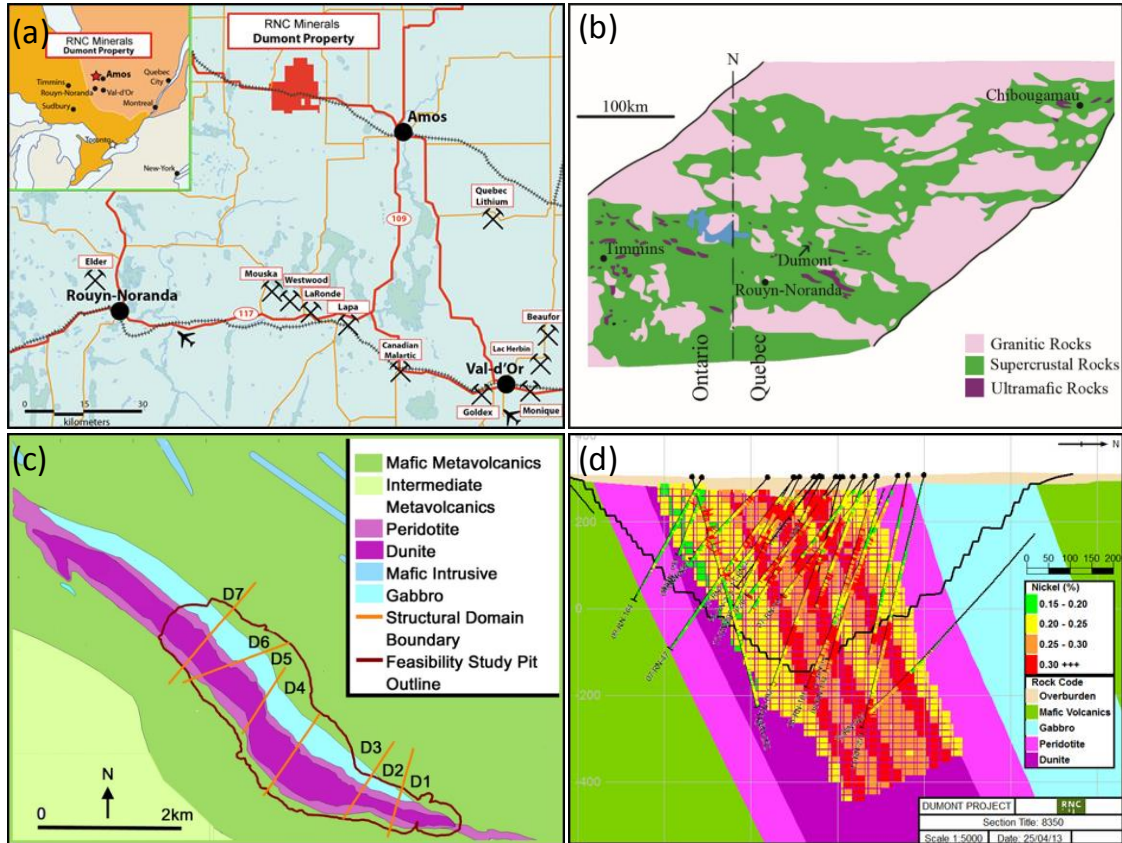 (a)
RNC Minerals
Dumont Property
Timmins
Amos
Rouyn-Noranda
Val-d'Or
Sudbury
Quebec
City
Montreal
Toronto
New-York
RNC Minerals
Dumont Property
Amos
Quebec
Lithium
109
Elder
Rouyn-Noranda
Mouska
Westwood
LaRonde
Lapa
117
Canadian
Malartic
Beaufor
Lac Herbin
Val-d'Or
Goldex
Monique
0 15 30
kilometers
(b)
N
100km
Chibougamau
Timmins
Dumont
Rouyn-Noranda
Ontario
Quebec
Granitic Rocks
Supercrustal Rocks
Ultramafic Rocks
(c)
Mafic Metavolcanics
Intermediate
Metavolcanics
Peridotite
Dunite
Mafic Intrusive
Gabbro
Structural Domain
Boundary
Feasibility Study Pit
Outline
D7
D6
D5
D4
D3
D2
D1
N
0 2km
(d)
N
200
0
-200
-400
0 50 100 150 200
Nickel (%)
0.15 - 0.20
0.20 - 0.25
0.25 - 0.30
0.30 +++
Rock Code
Overburden
Mafic Volcanics
Gabbro
Peridotite
Dunite
DUMONT PROJECT
RNC
Section Title: 8350
Scale 1:5000 Date: 25/04/13